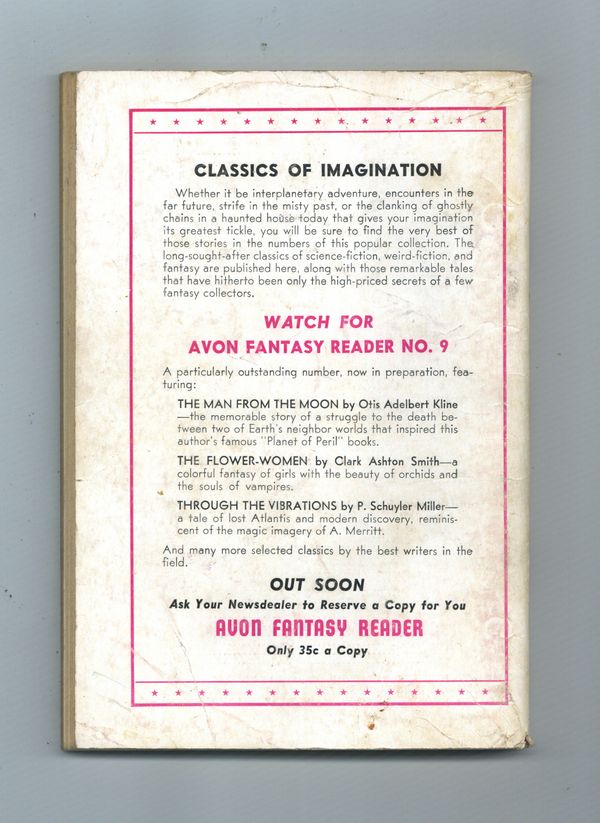 CLASSICS OF IMAGINATION
Whether it be interplanetary adventure, encounters in the
far future, strife in the misty past, or the clanking of ghostly
chains in a haunted house today that gives your imagination
its greatest tickle, you will be sure to find the very best of
those stories in the numbers of this popular collection. The
long-sought-after classics of science-fiction, weird-fiction, and
fantasy are published here, along with those remarkable tales
that have hitherto been only the high-priced secrets of a few
fantasy collectors.
WATCH FOR
AVON FANTASY READER NO. 9
A particularly outstanding number, now in preparation, fea-
turing:
THE MAN FROM THE MOON by Otis Adelbert Kline
—the memorable story of a struggle to the death be-
tween two of Earth's neighbor worlds that inspired this
author's famous "Planet of Peril" books.
THE FLOWER-WOMEN by Clark Ashton Smith—a
colorful fantasy of girls with the beauty of orchids and
the souls of vampires.
THROUGH THE VIBRATIONS by P. Schuyler Miller—
a tale of lost Atlantis and modern discovery, reminis-
cent of the magic imagery of A. Merritt.
And many more selected classics by the best writers in the
field.
OUT SOON
Ask Your Newsdealer to Reserve a Copy for You
AVON FANTASY READER
Only 35c a Copy